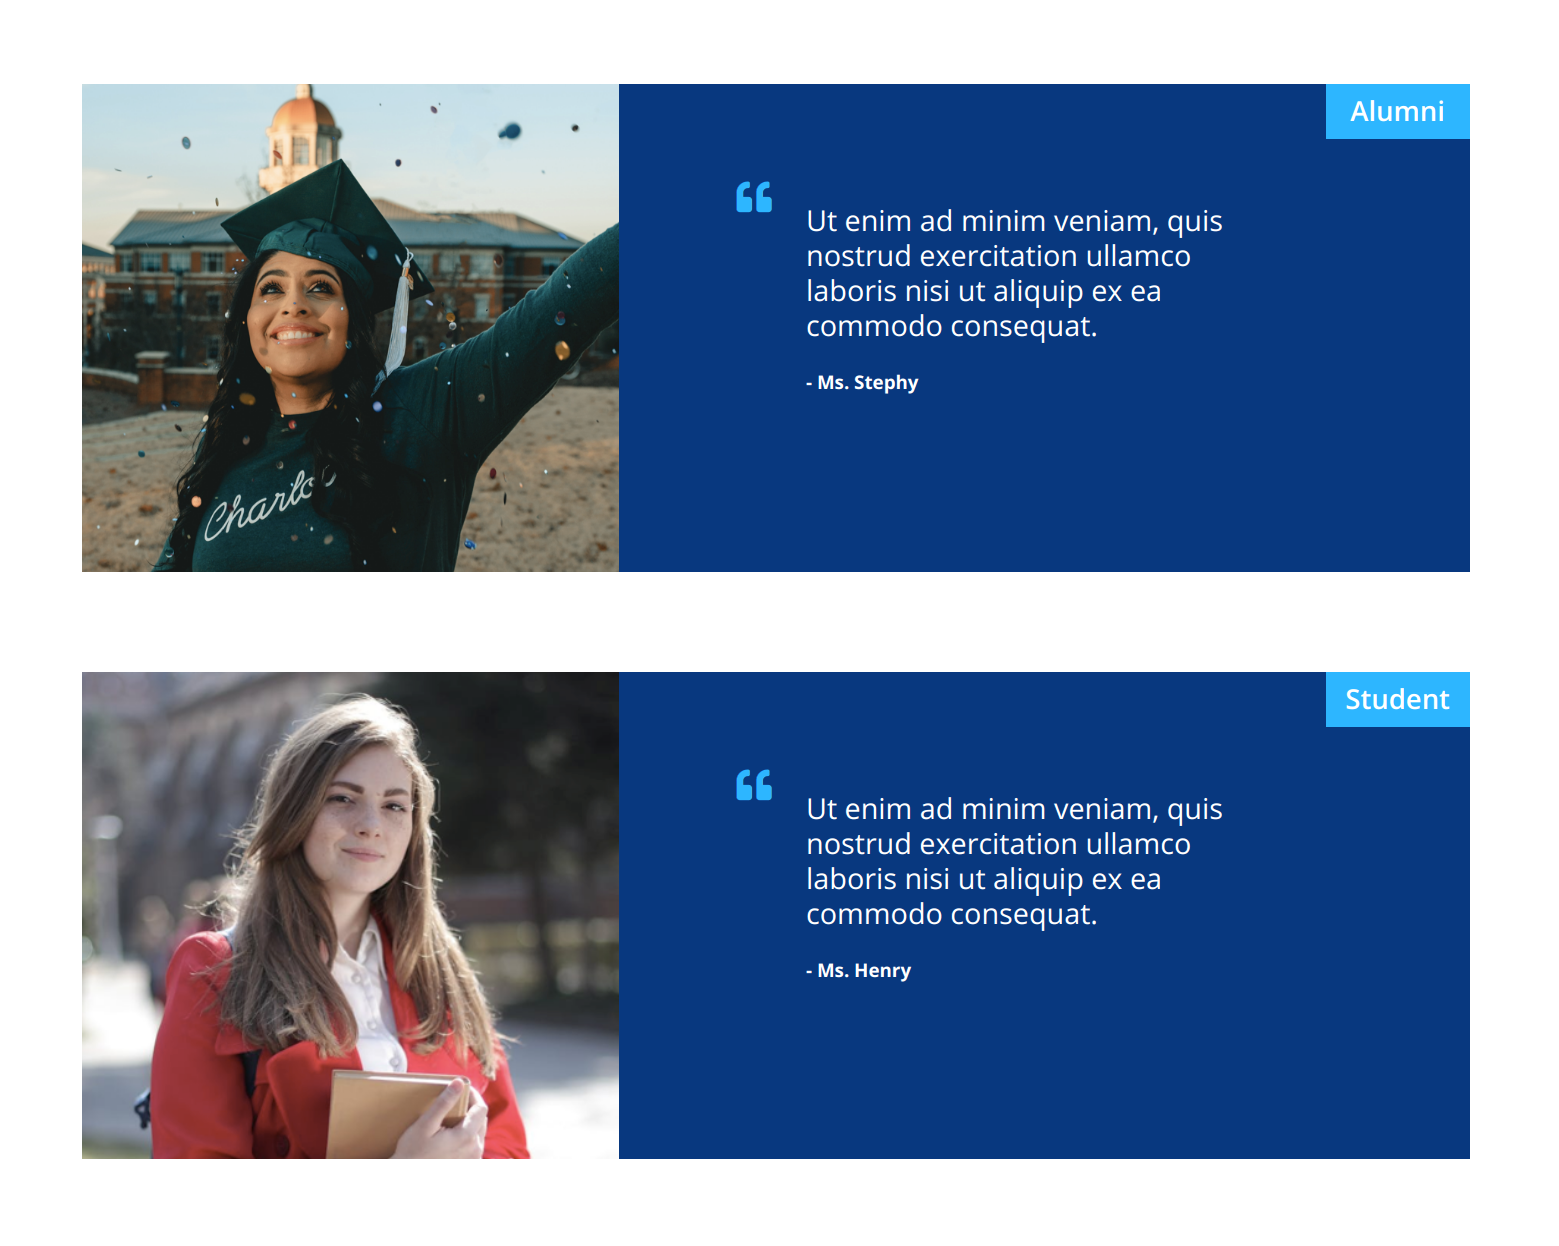 Alumni
Ut enim ad minim veniam, quis
nostrud exercitation ullamco
laboris nisi ut aliquip ex ea
commodo consequat.
- Ms. Stephy
Student
Ut enim ad minim veniam, quis
nostrud exercitation ullamco
laboris nisi ut aliquip ex ea
commodo consequat.
- Ms. Henry